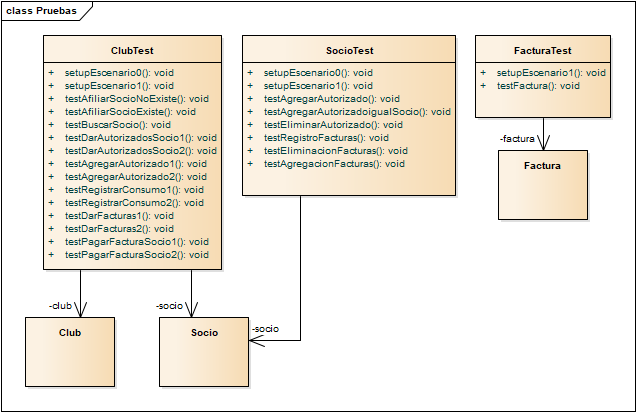 class Pruebas
ClubTest
+ setupEscenario0(): void
+ setupEscenario1(): void
+ testAfiliarSocioNoExiste(): void
+ testAfiliarSocioExiste(): void
+ testBuscarSocio(): void
+ testDarAutorizadosSocio1(): void
+ testDarAutorizadosSocio2(): void
+ testAgregarAutorizado1(): void
+ testAgregarAutorizado2(): void
+ testRegistrarConsumo1(): void
+ testRegistrarConsumo2(): void
+ testDarFacturas1(): void
+ testDarFacturas2(): void
+ testPagarFacturaSocio1(): void
+ testPagarFacturaSocio2(): void
SocioTest
+ setupEscenario0(): void
+ setupEscenario1(): void
+ testAgregarAutorizado(): void
+ testAgregarAutorizadoigualSocio(): void
+ testEliminarAutorizado(): void
+ testRegistroFacturas(): void
+ testEliminacionFacturas(): void
+ testAgregacionFacturas(): void
FacturaTest
+ setupEscenario1(): void
+ testFactura(): void
-factura
Factura
-club
-socio
-socio
Club
Socio